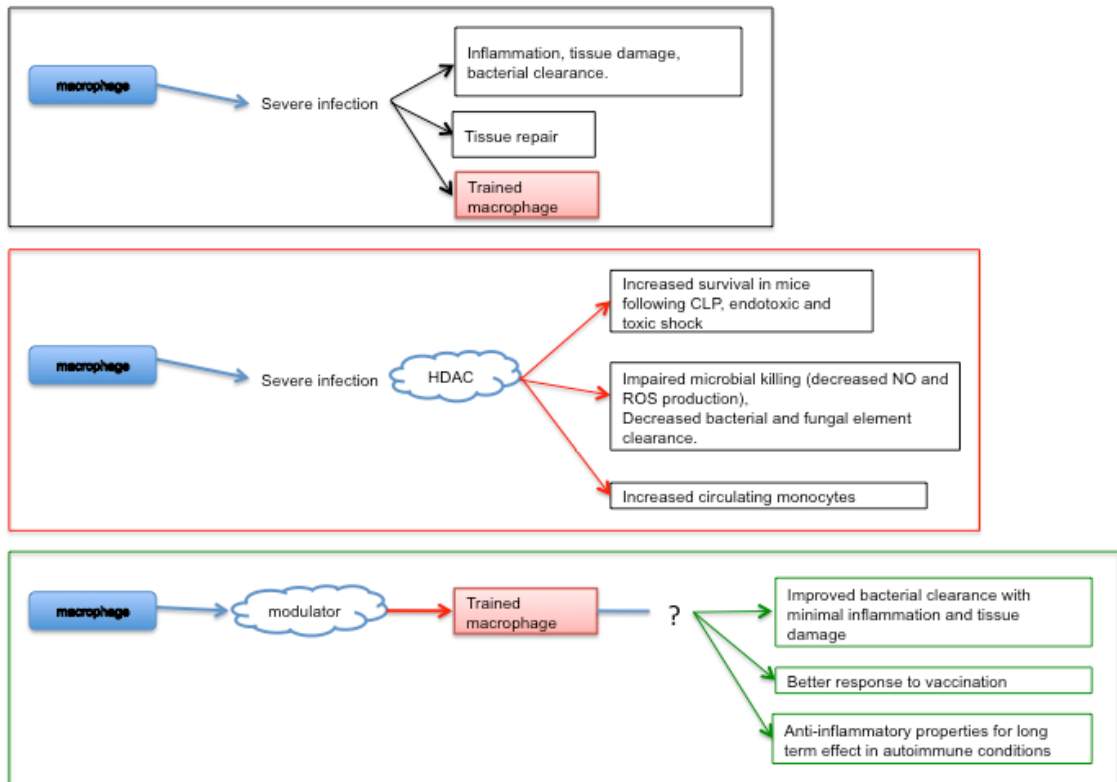 macrophage
Severe infection
Inflammation, tissue damage,
bacterial clearance.
Tissue repair
Trained
macrophage
macrophage
Severe infection
HDAC
Increased survival in mice
following CLP, endotoxic and
toxic shock
Impaired microbial killing (decreased NO and
ROS production),
Decreased bacterial and fungal element
clearance.
Increased circulating monocytes
macrophage
modulator
Trained
macrophage
?
Improved bacterial clearance with
minimal inflammation and tissue
damage
Better response to vaccination
Anti-inflammatory properties for long
term effect in autoimmune conditions